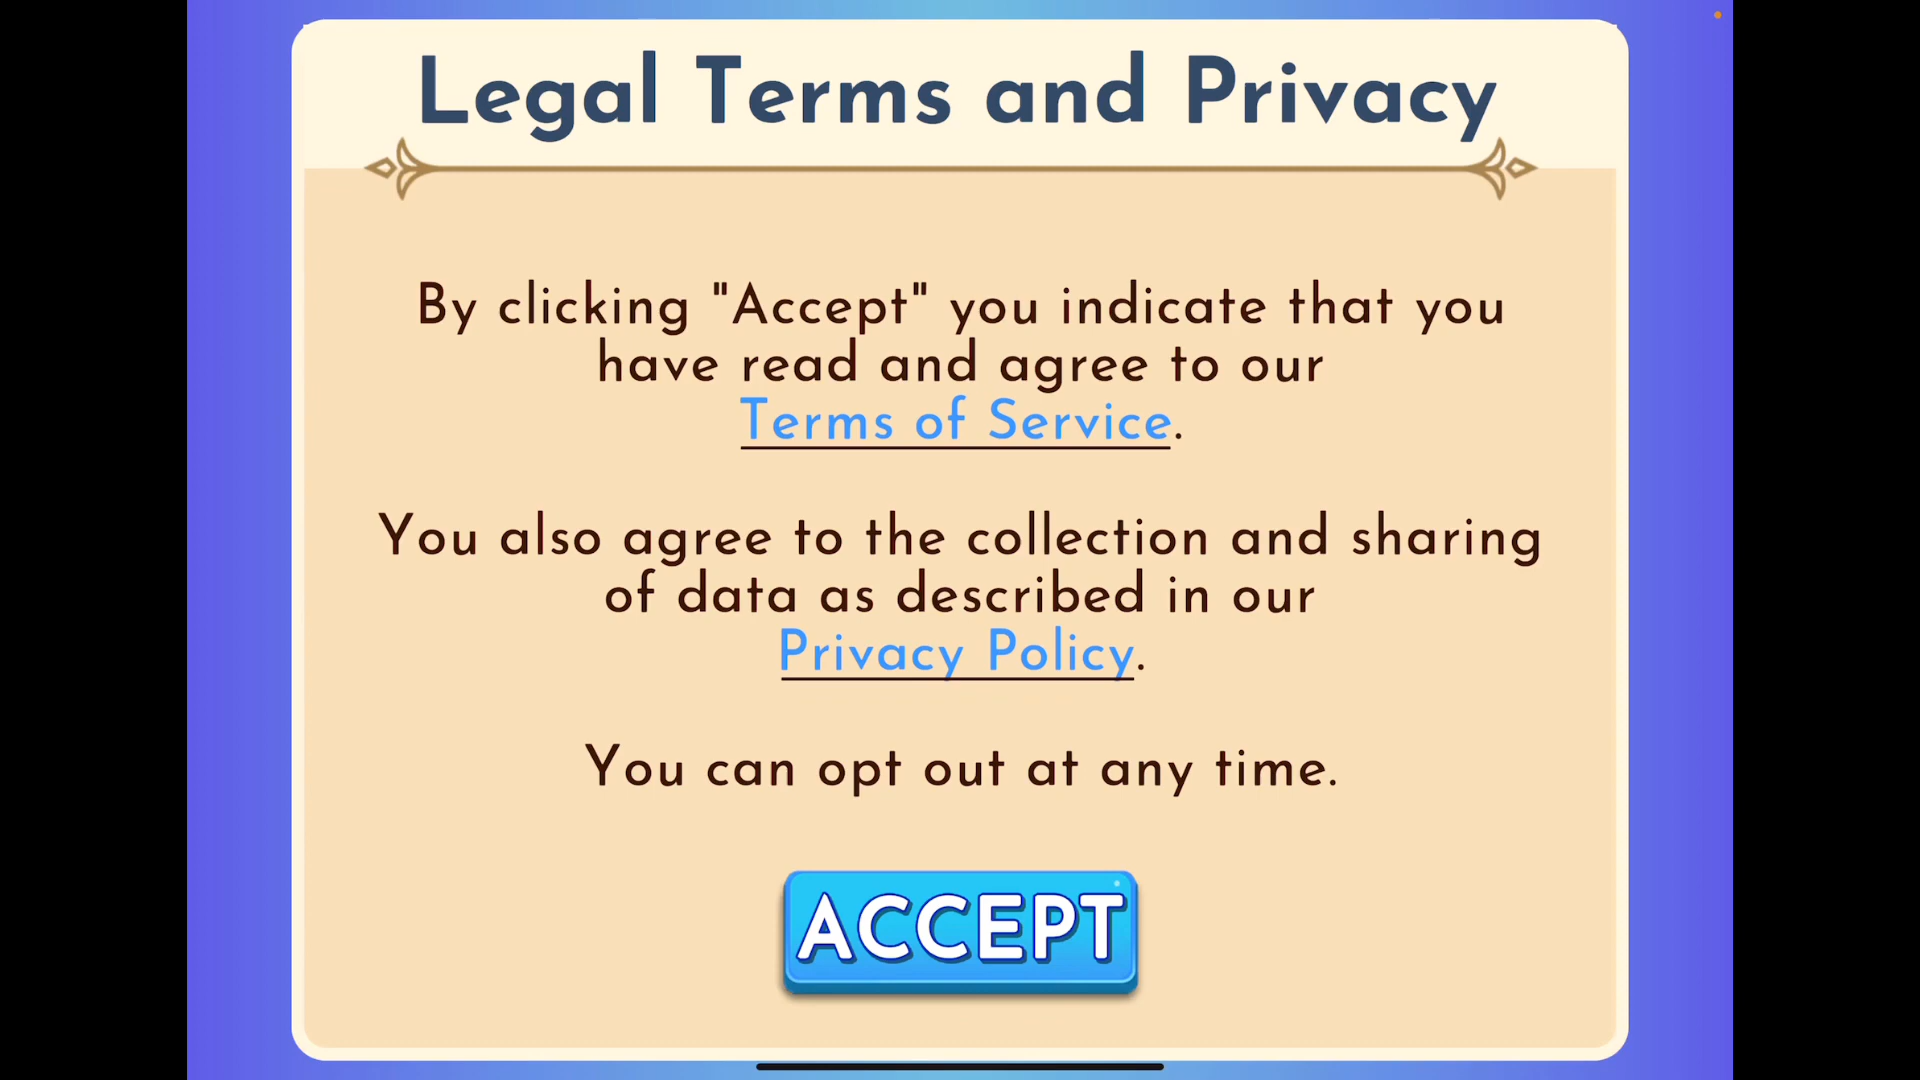 Legal Terms and Privacy
By clicking "Accept" you indicate that you
have read and agree to our
Terms of Service.
You also agree to the collection and sharing
of data as described in our
Privacy Policy.
You can opt out at any time.
ACCEPT